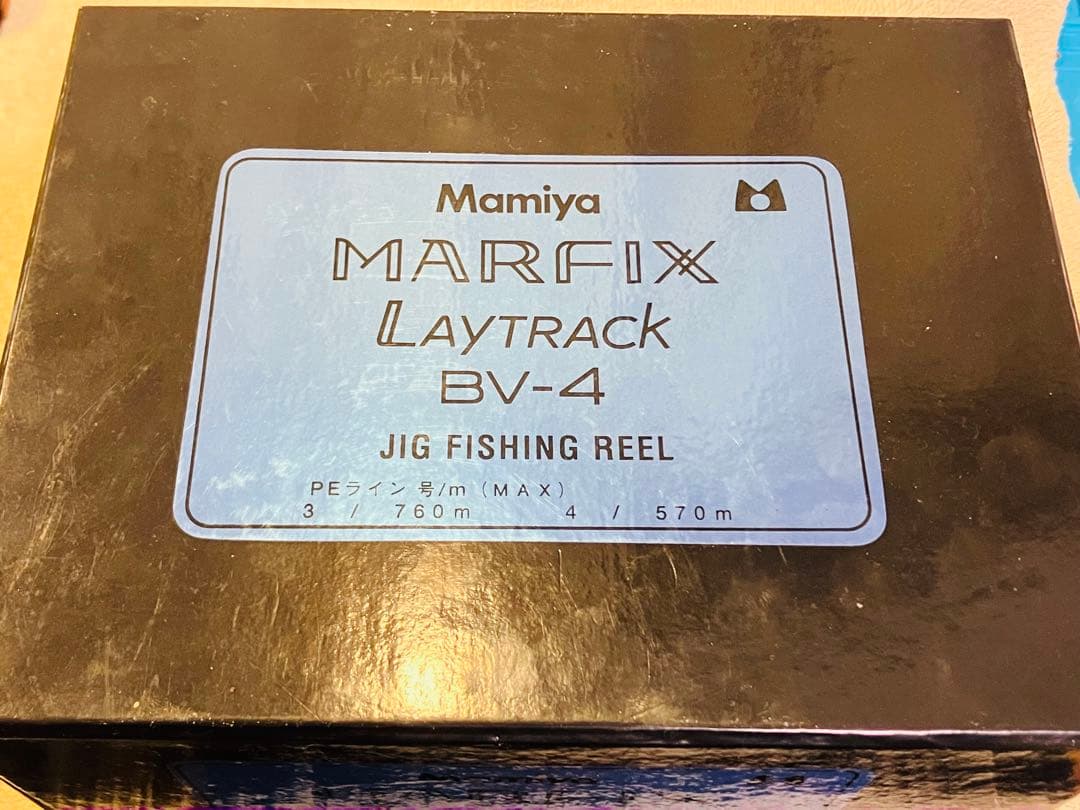 Mamiya
MARFIX
LAYTRACK
BV-4
JIG FISHING REEL
PEライン 号/m (MAX)
3 / 760m 4 / 570m